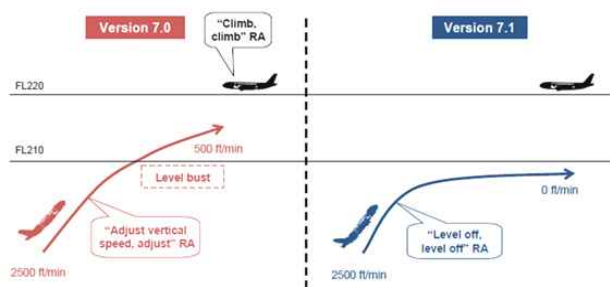 Version 7.0
Version 7.1
"Climb,
climb" RA
FL220
FL210
500 ft/min
Level bust
0 ft/min
"Adjust vertical
speed, adjust" RA
"Level off,
level off" RA
2500 ft/min
2500 ft/min